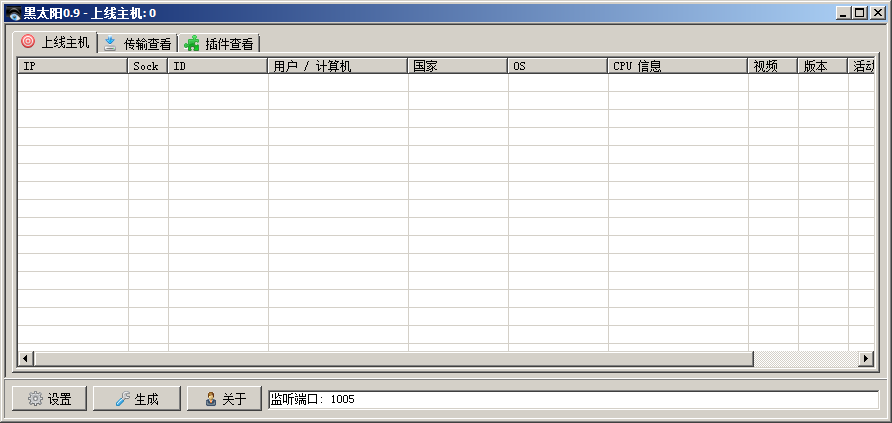 黑太阳0.9 - 上线主机: 0
上线主机 传输查看 插件查看
IP Sock ID 用户 / 计算机 国家 OS CPU 信息 视频 版本 活动
设置 生成 关于 监听端口: 1005